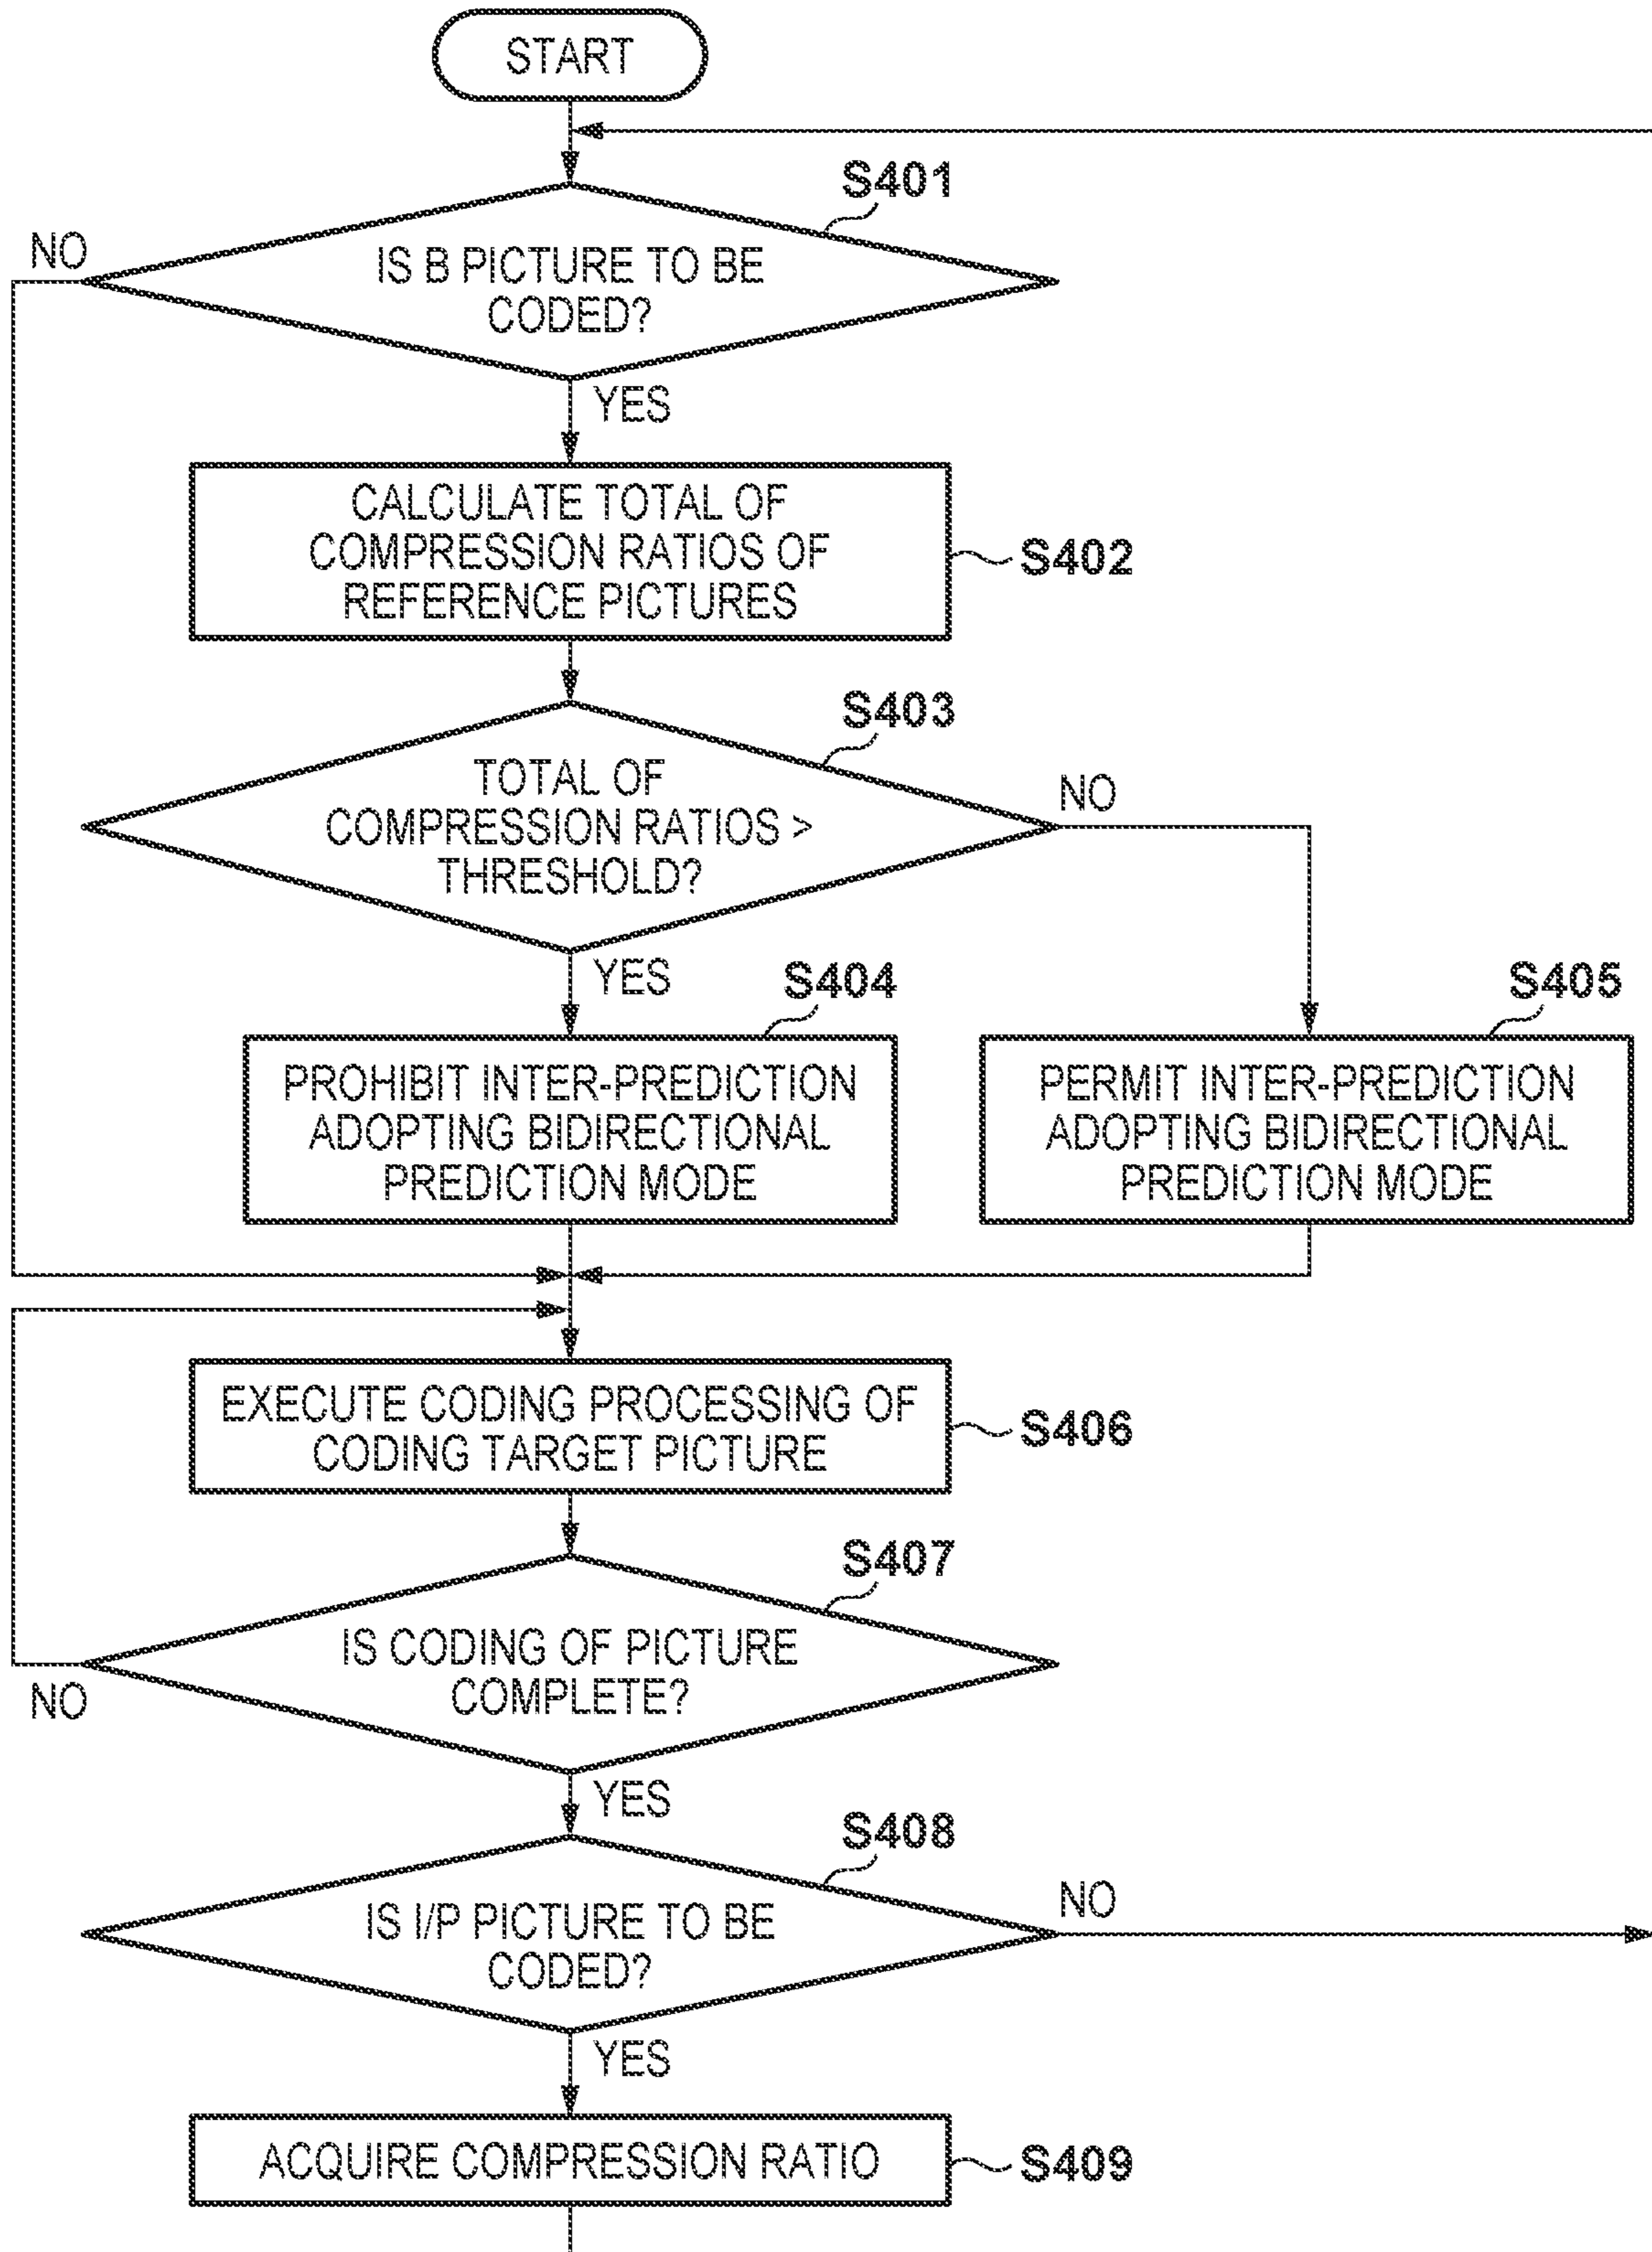 START
S401
NO
IS B PICTURE TO BE
CODED?
YES
CALCULATE TOTAL OF
COMPRESSION RATIOS OF
REFERENCE PICTURES
S402
S403
TOTAL OF
COMPRESSION RATIOS >
THRESHOLD?
NO
YES
S404
S405
PROHIBIT INTER-PREDICTION
ADOPTING BIDIRECTIONAL
PREDICTION MODE
PERMIT INTER-PREDICTION
ADOPTING BIDIRECTIONAL
PREDICTION MODE
EXECUTE CODING PROCESSING OF
CODING TARGET PICTURE
S406
S407
IS CODING OF PICTURE
COMPLETE?
NO
YES
S408
IS I/P PICTURE TO BE
CODED?
NO
YES
ACQUIRE COMPRESSION RATIO
S409